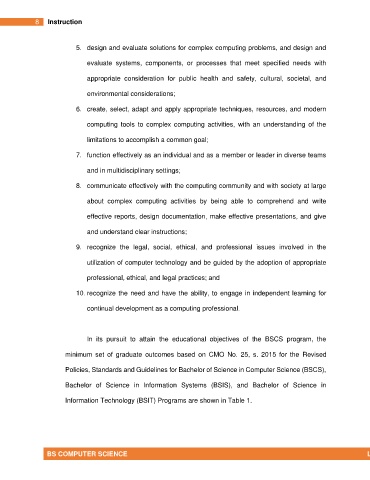 8 Instruction
5. design and evaluate solutions for complex computing problems, and design and
evaluate systems, components, or processes that meet specified needs with
appropriate consideration for public health and safety, cultural, societal, and
environmental considerations;
6. create, select, adapt and apply appropriate techniques, resources, and modern
computing tools to complex computing activities, with an understanding of the
limitations to accomplish a common goal;
7. function effectively as an individual and as a member or leader in diverse teams
and in multidisciplinary settings;
8. communicate effectively with the computing community and with society at large
about complex computing activities by being able to comprehend and write
effective reports, design documentation, make effective presentations, and give
and understand clear instructions;
9. recognize the legal, social, ethical, and professional issues involved in the
utilization of computer technology and be guided by the adoption of appropriate
professional, ethical, and legal practices; and
10. recognize the need and have the ability, to engage in independent learning for
continual development as a computing professional.
In its pursuit to attain the educational objectives of the BSCS program, the
minimum set of graduate outcomes based on CMO No. 25, s. 2015 for the Revised
Policies, Standards and Guidelines for Bachelor of Science in Computer Science (BSCS),
Bachelor of Science in Information Systems (BSIS), and Bachelor of Science in
Information Technology (BSIT) Programs are shown in Table 1.
BS COMPUTER SCIENCE